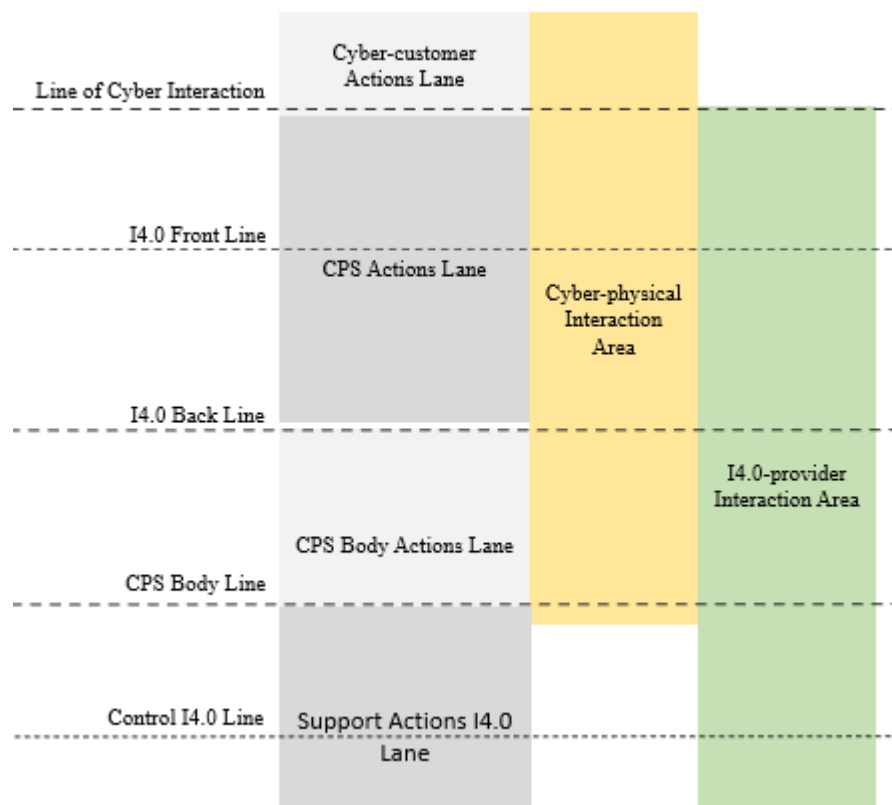 Cyber-customer
Actions Lane
Line of Cyber Interaction
I4.0 Front Line
CPS Actions Lane
Cyber-physical
Interaction
Area
I4.0 Back Line
I4.0-provider
Interaction Area
CPS Body Actions Lane
CPS Body Line
Control I4.0 Line
Support Actions I4.0
Lane